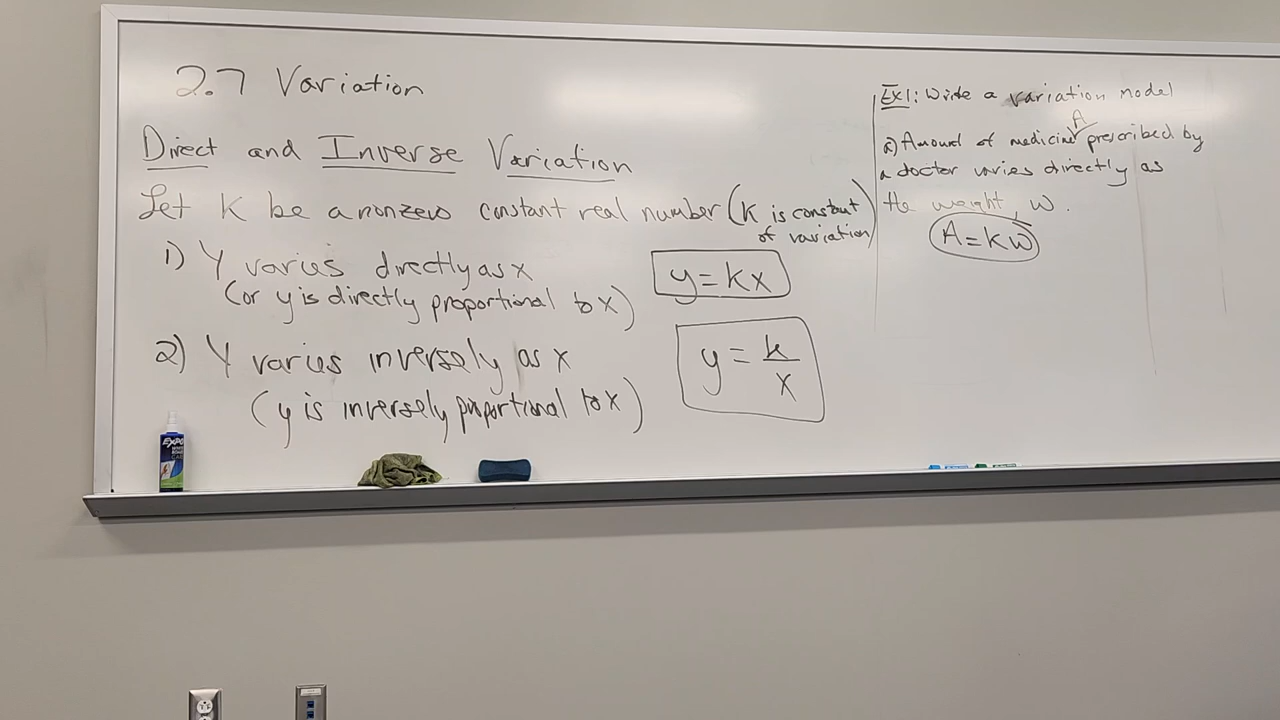 2.7 Variation
Direct and Inverse Variation
Let K be a nonzero constant real number (K is constant
of variation)
1) Y varies directly as x
(or y is directly proportional to x)
y = kx
2) Y varies inversely as x
(y is inversely proportional to x)
y = k/x
Ex1: Write a variation model
A
a) Amount of medicine prescribed by
a doctor varies directly as
the weight, w.
A = kw
EXPO